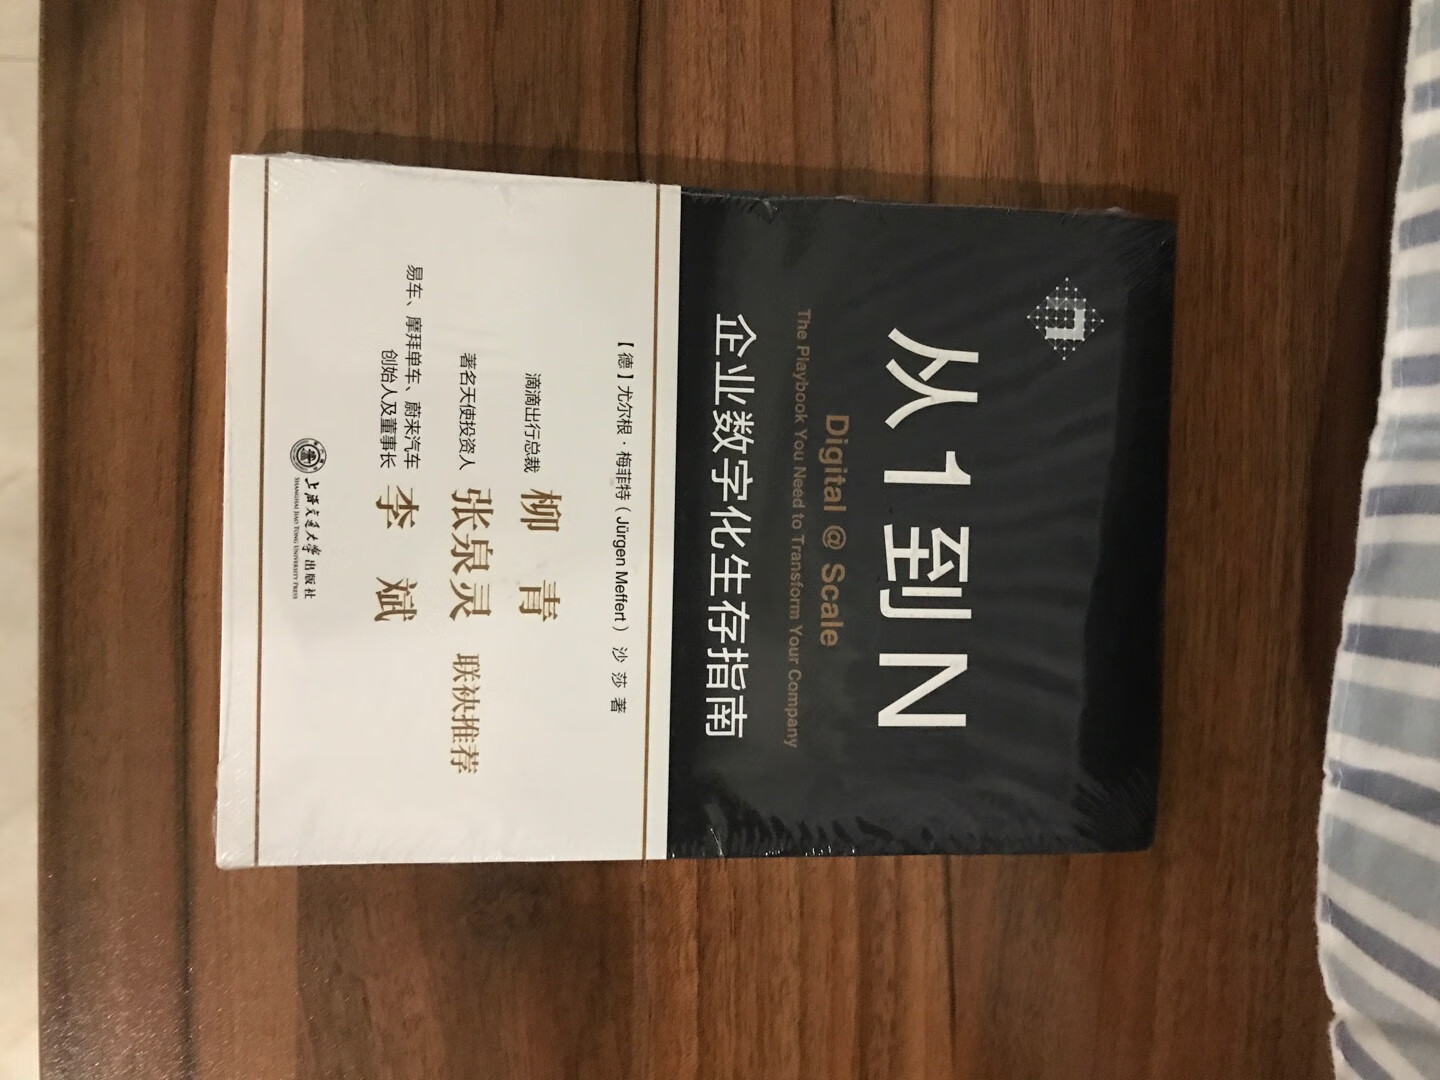 从1到N
Digital @ Scale
The Playbook You Need to Transform Your Company
企业数字化生存指南
【德】尤尔根·梅菲特（Jürgen Meffert） 沙 莎 著
滴滴出行总裁 柳 青
著名天使投资人 张泉灵 联袂推荐
易车、摩拜单车、蔚来汽车
创始人及董事长 李 斌
上海交通大学出版社
SHANGHAI JIAO TONG UNIVERSITY PRESS